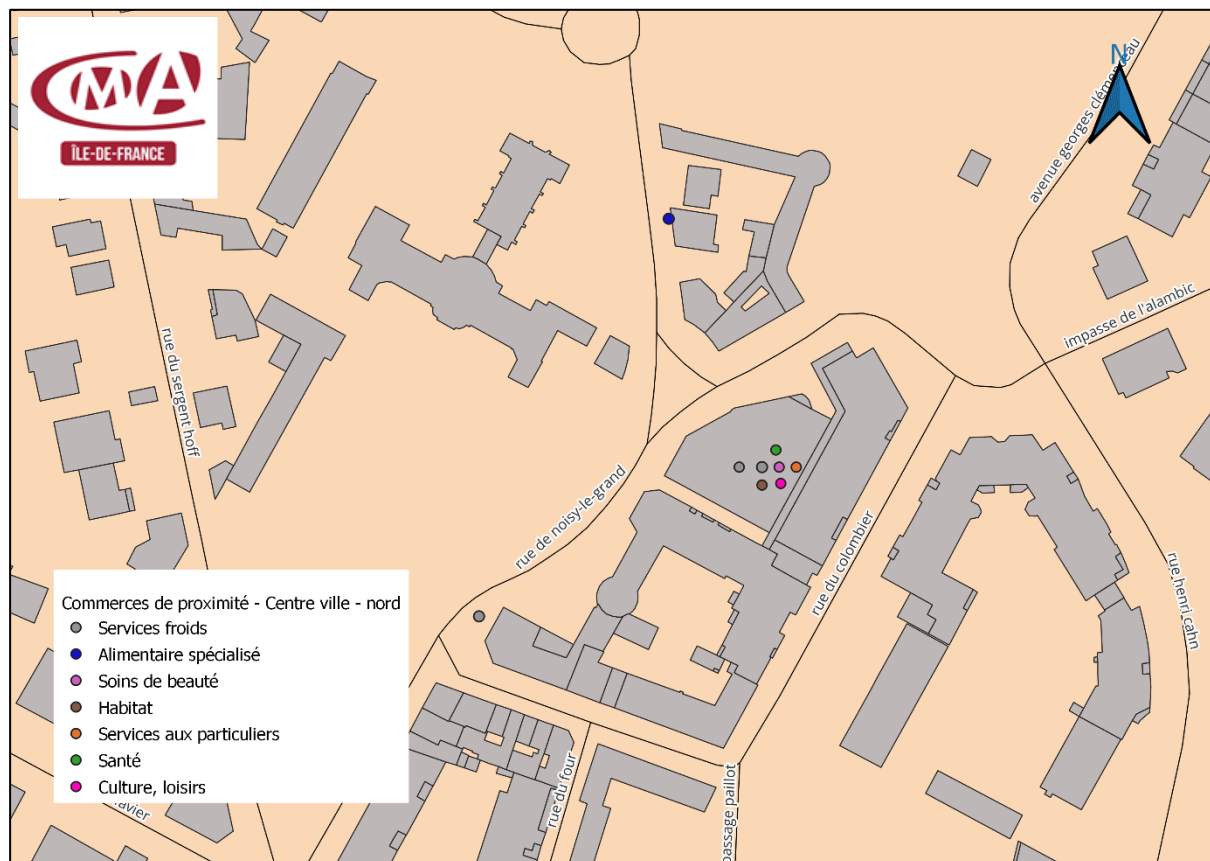 CMA
ÎLE-DE-FRANCE
N
avenue georges clémenceau
impasse de l'alambic
rue du sergent hoff
rue de noisy-le-grand
rue du colombier
rue henri cahn
Commerces de proximité - Centre ville - nord
Services froids
Alimentaire spécialisé
Soins de beauté
Habitat
Services aux particuliers
Santé
Culture, loisirs
rue du four
passage paillot